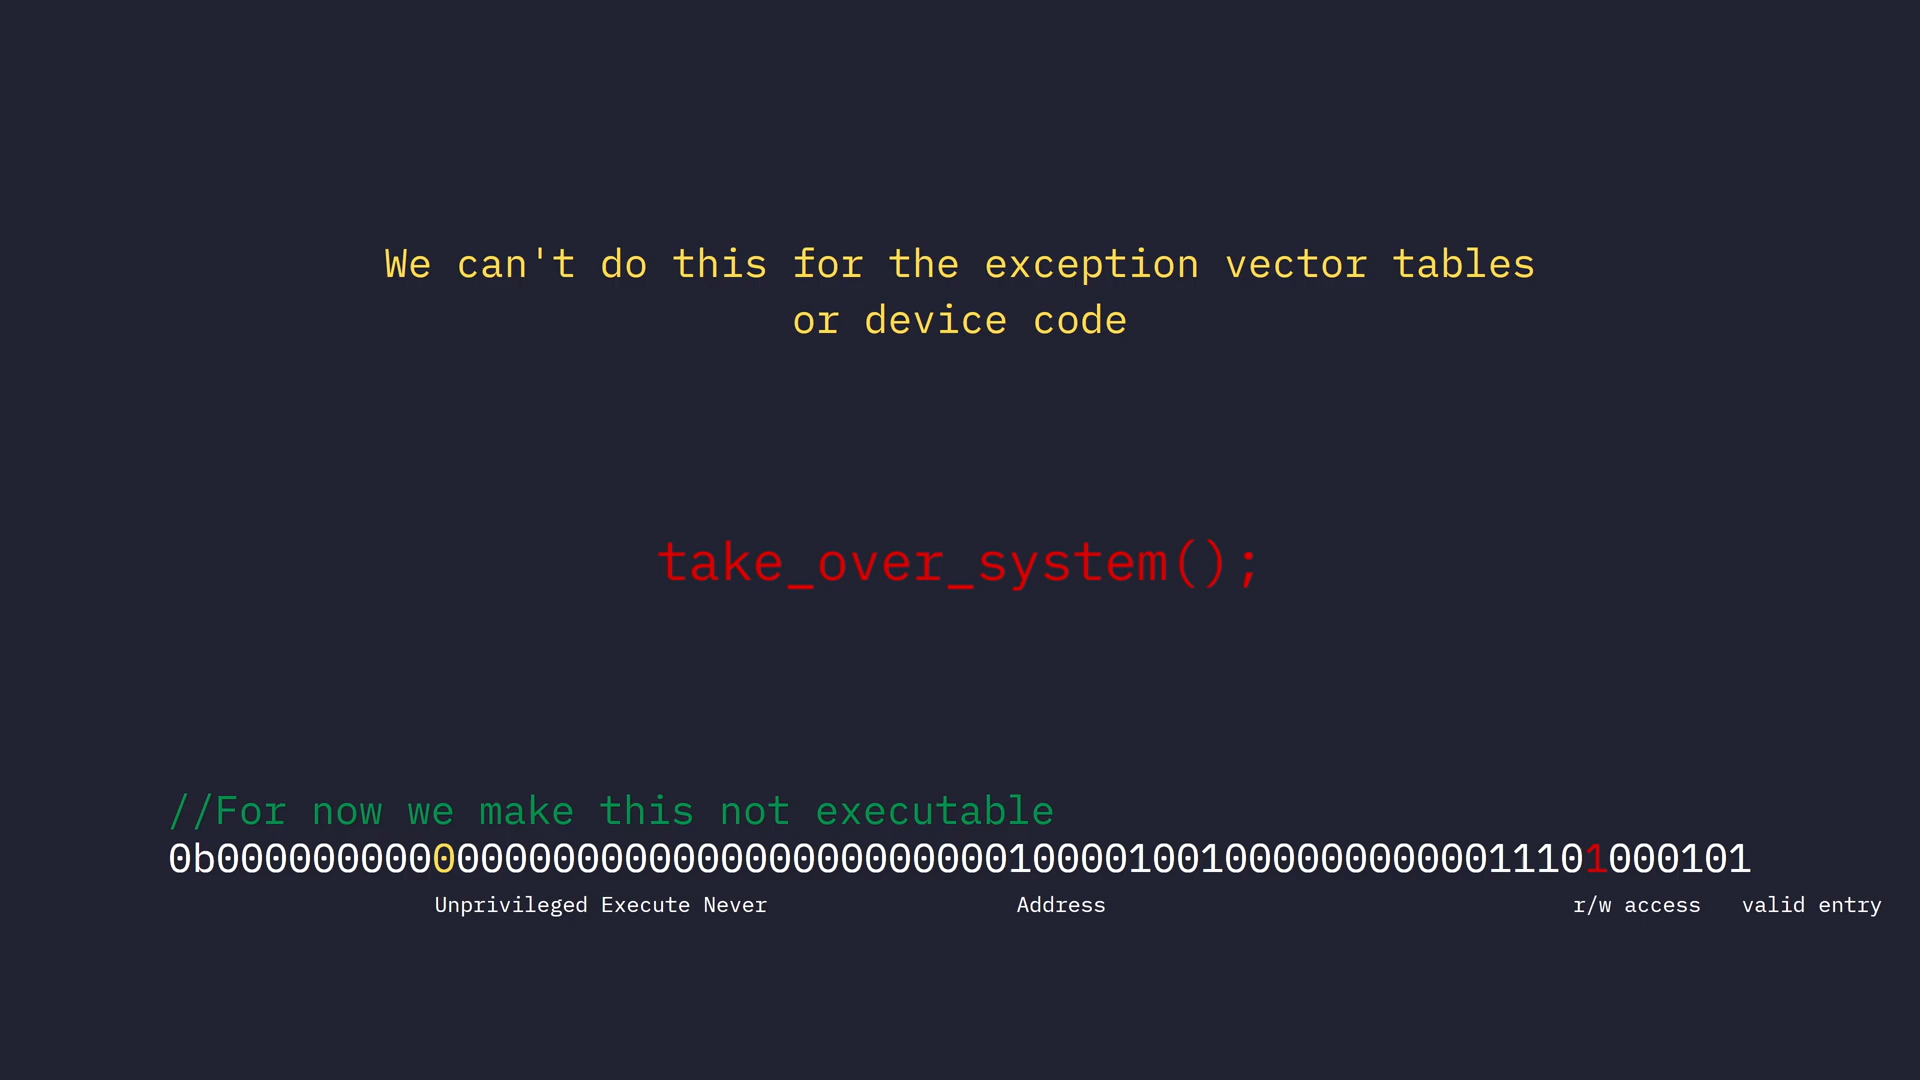 We can't do this for the exception vector tables
or device code
take_over_system();
//For now we make this not executable
0b0000000000000000000000000000000001000010010000000000011101000101
Unprivileged Execute Never Address r/w access valid entry